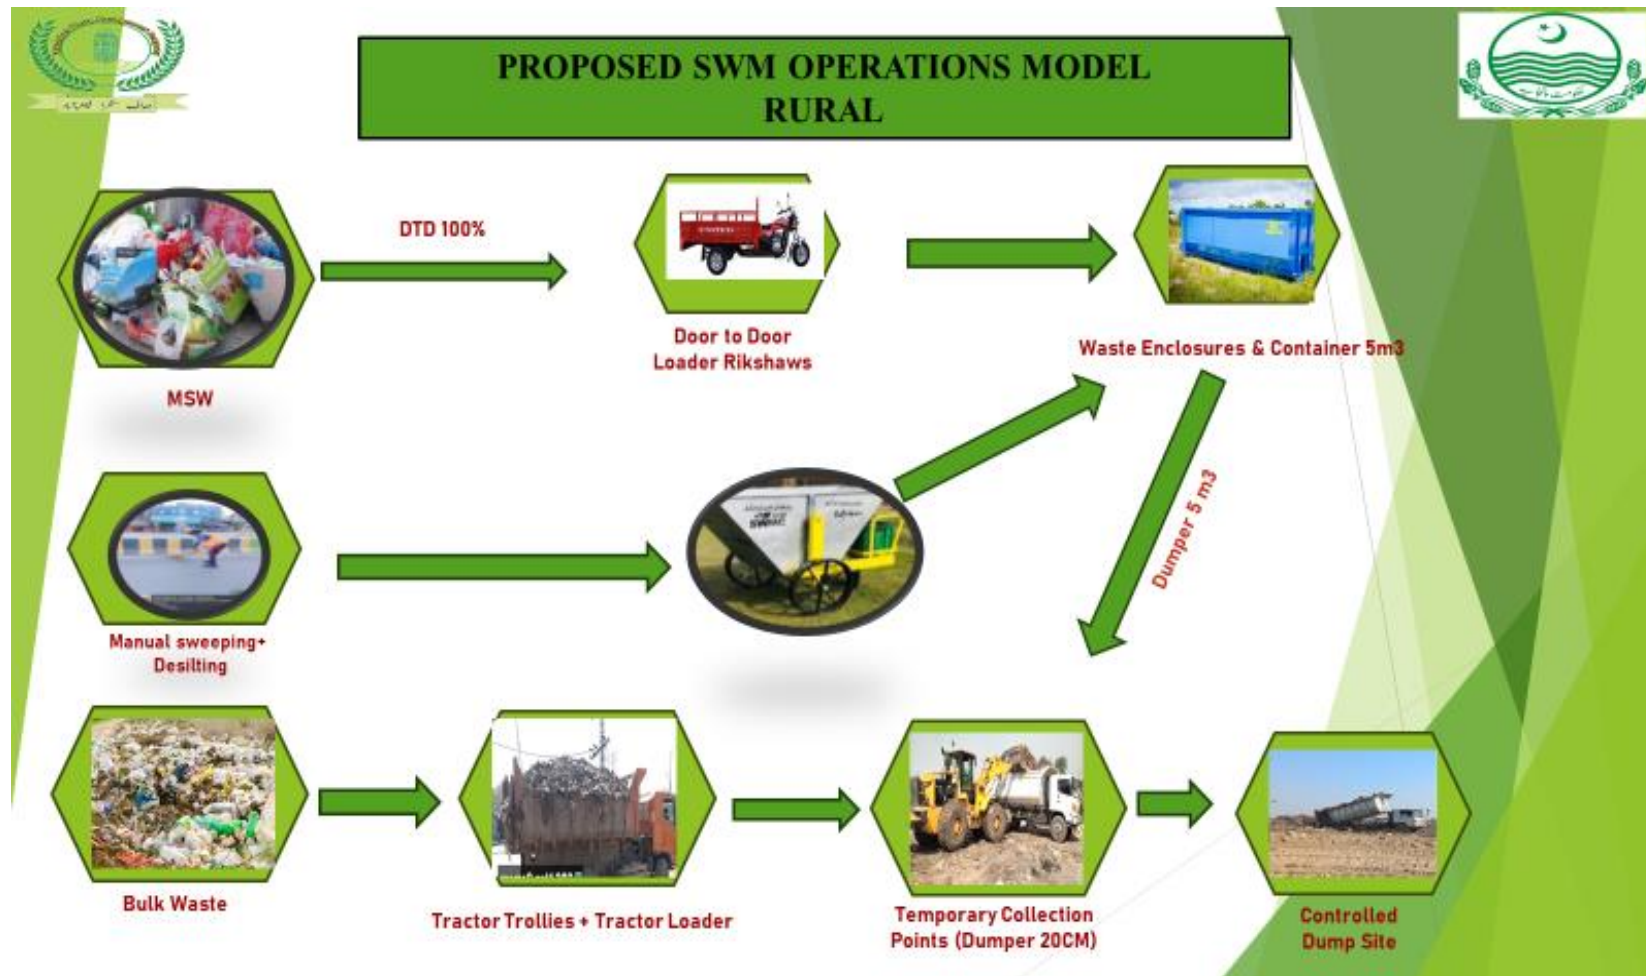 PROPOSED SWM OPERATIONS MODEL
RURAL
DTD 100%
MSW
Door to Door
Loader Rikshaws
Waste Enclosures & Container 5m3
Dumper 5 m3
Manual sweeping+
Desilting
Bulk Waste
Tractor Trollies + Tractor Loader
Temporary Collection
Points (Dumper 20CM)
Controlled
Dump Site